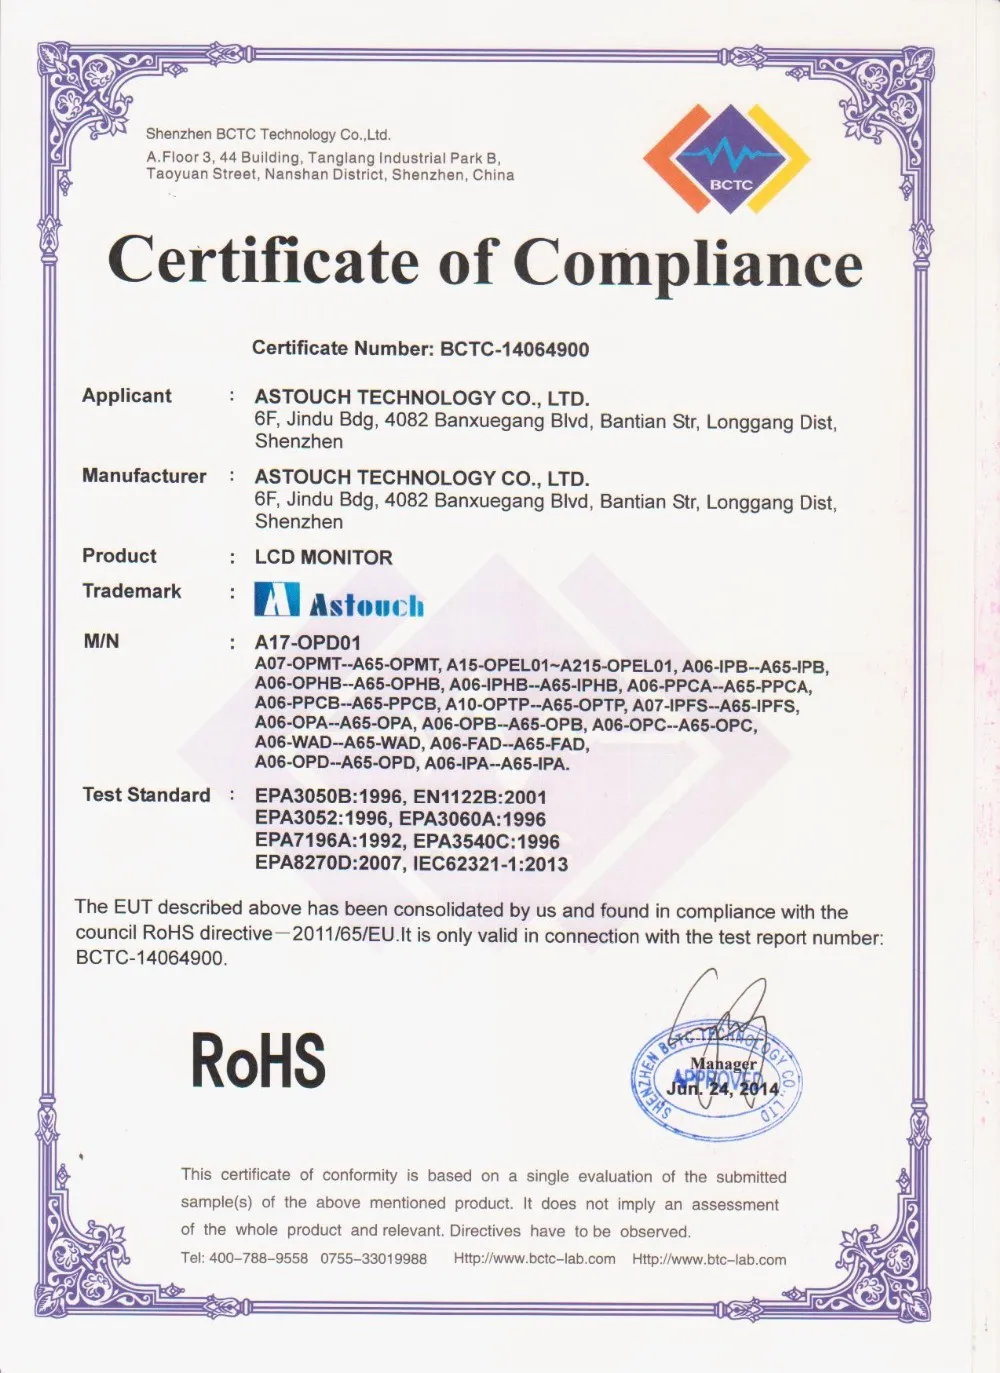 Shenzhen BCTC Technology Co.,Ltd.
A.Floor 3, 44 Building, Tanglang Industrial Park B,
Taoyuan Street, Nanshan District, Shenzhen, China
BCTC
Certificate of Compliance
Certificate Number: BCTC-14064900
Applicant : ASTOUCH TECHNOLOGY CO., LTD.
6F, Jindu Bdg, 4082 Banxuegang Blvd, Bantian Str, Longgang Dist,
Shenzhen
Manufacturer : ASTOUCH TECHNOLOGY CO., LTD.
6F, Jindu Bdg, 4082 Banxuegang Blvd, Bantian Str, Longgang Dist,
Shenzhen
Product : LCD MONITOR
Trademark : Astouch
M/N : A17-OPD01
A07-OPMT--A65-OPMT, A15-OPEL01~A215-OPEL01, A06-IPB--A65-IPB,
A06-OPHB--A65-OPHB, A06-IPHB--A65-IPHB, A06-PPCA--A65-PPCA,
A06-PPCB--A65-PPCB, A10-OPTP--A65-OPTP, A07-IPFS--A65-IPFS,
A06-OPA--A65-OPA, A06-OPB--A65-OPB, A06-OPC--A65-OPC,
A06-WAD--A65-WAD, A06-FAD--A65-FAD,
A06-OPD--A65-OPD, A06-IPA--A65-IPA.
Test Standard : EPA3050B:1996, EN1122B:2001
EPA3052:1996, EPA3060A:1996
EPA7196A:1992, EPA3540C:1996
EPA8270D:2007, IEC62321-1:2013
The EUT described above has been consolidated by us and found in compliance with the
council RoHS directive—2011/65/EU.It is only valid in connection with the test report number:
BCTC-14064900.
RoHS
SHENZHEN BCTC TECHNOLOGY CO., LTD
Manager
APPROVED
Jun. 24, 2014
This certificate of conformity is based on a single evaluation of the submitted
sample(s) of the above mentioned product. It does not imply an assessment
of the whole product and relevant. Directives have to be observed.
Tel: 400-788-9558 0755-33019988 Http://www.bctc-lab.com Http://www.btc-lab.com